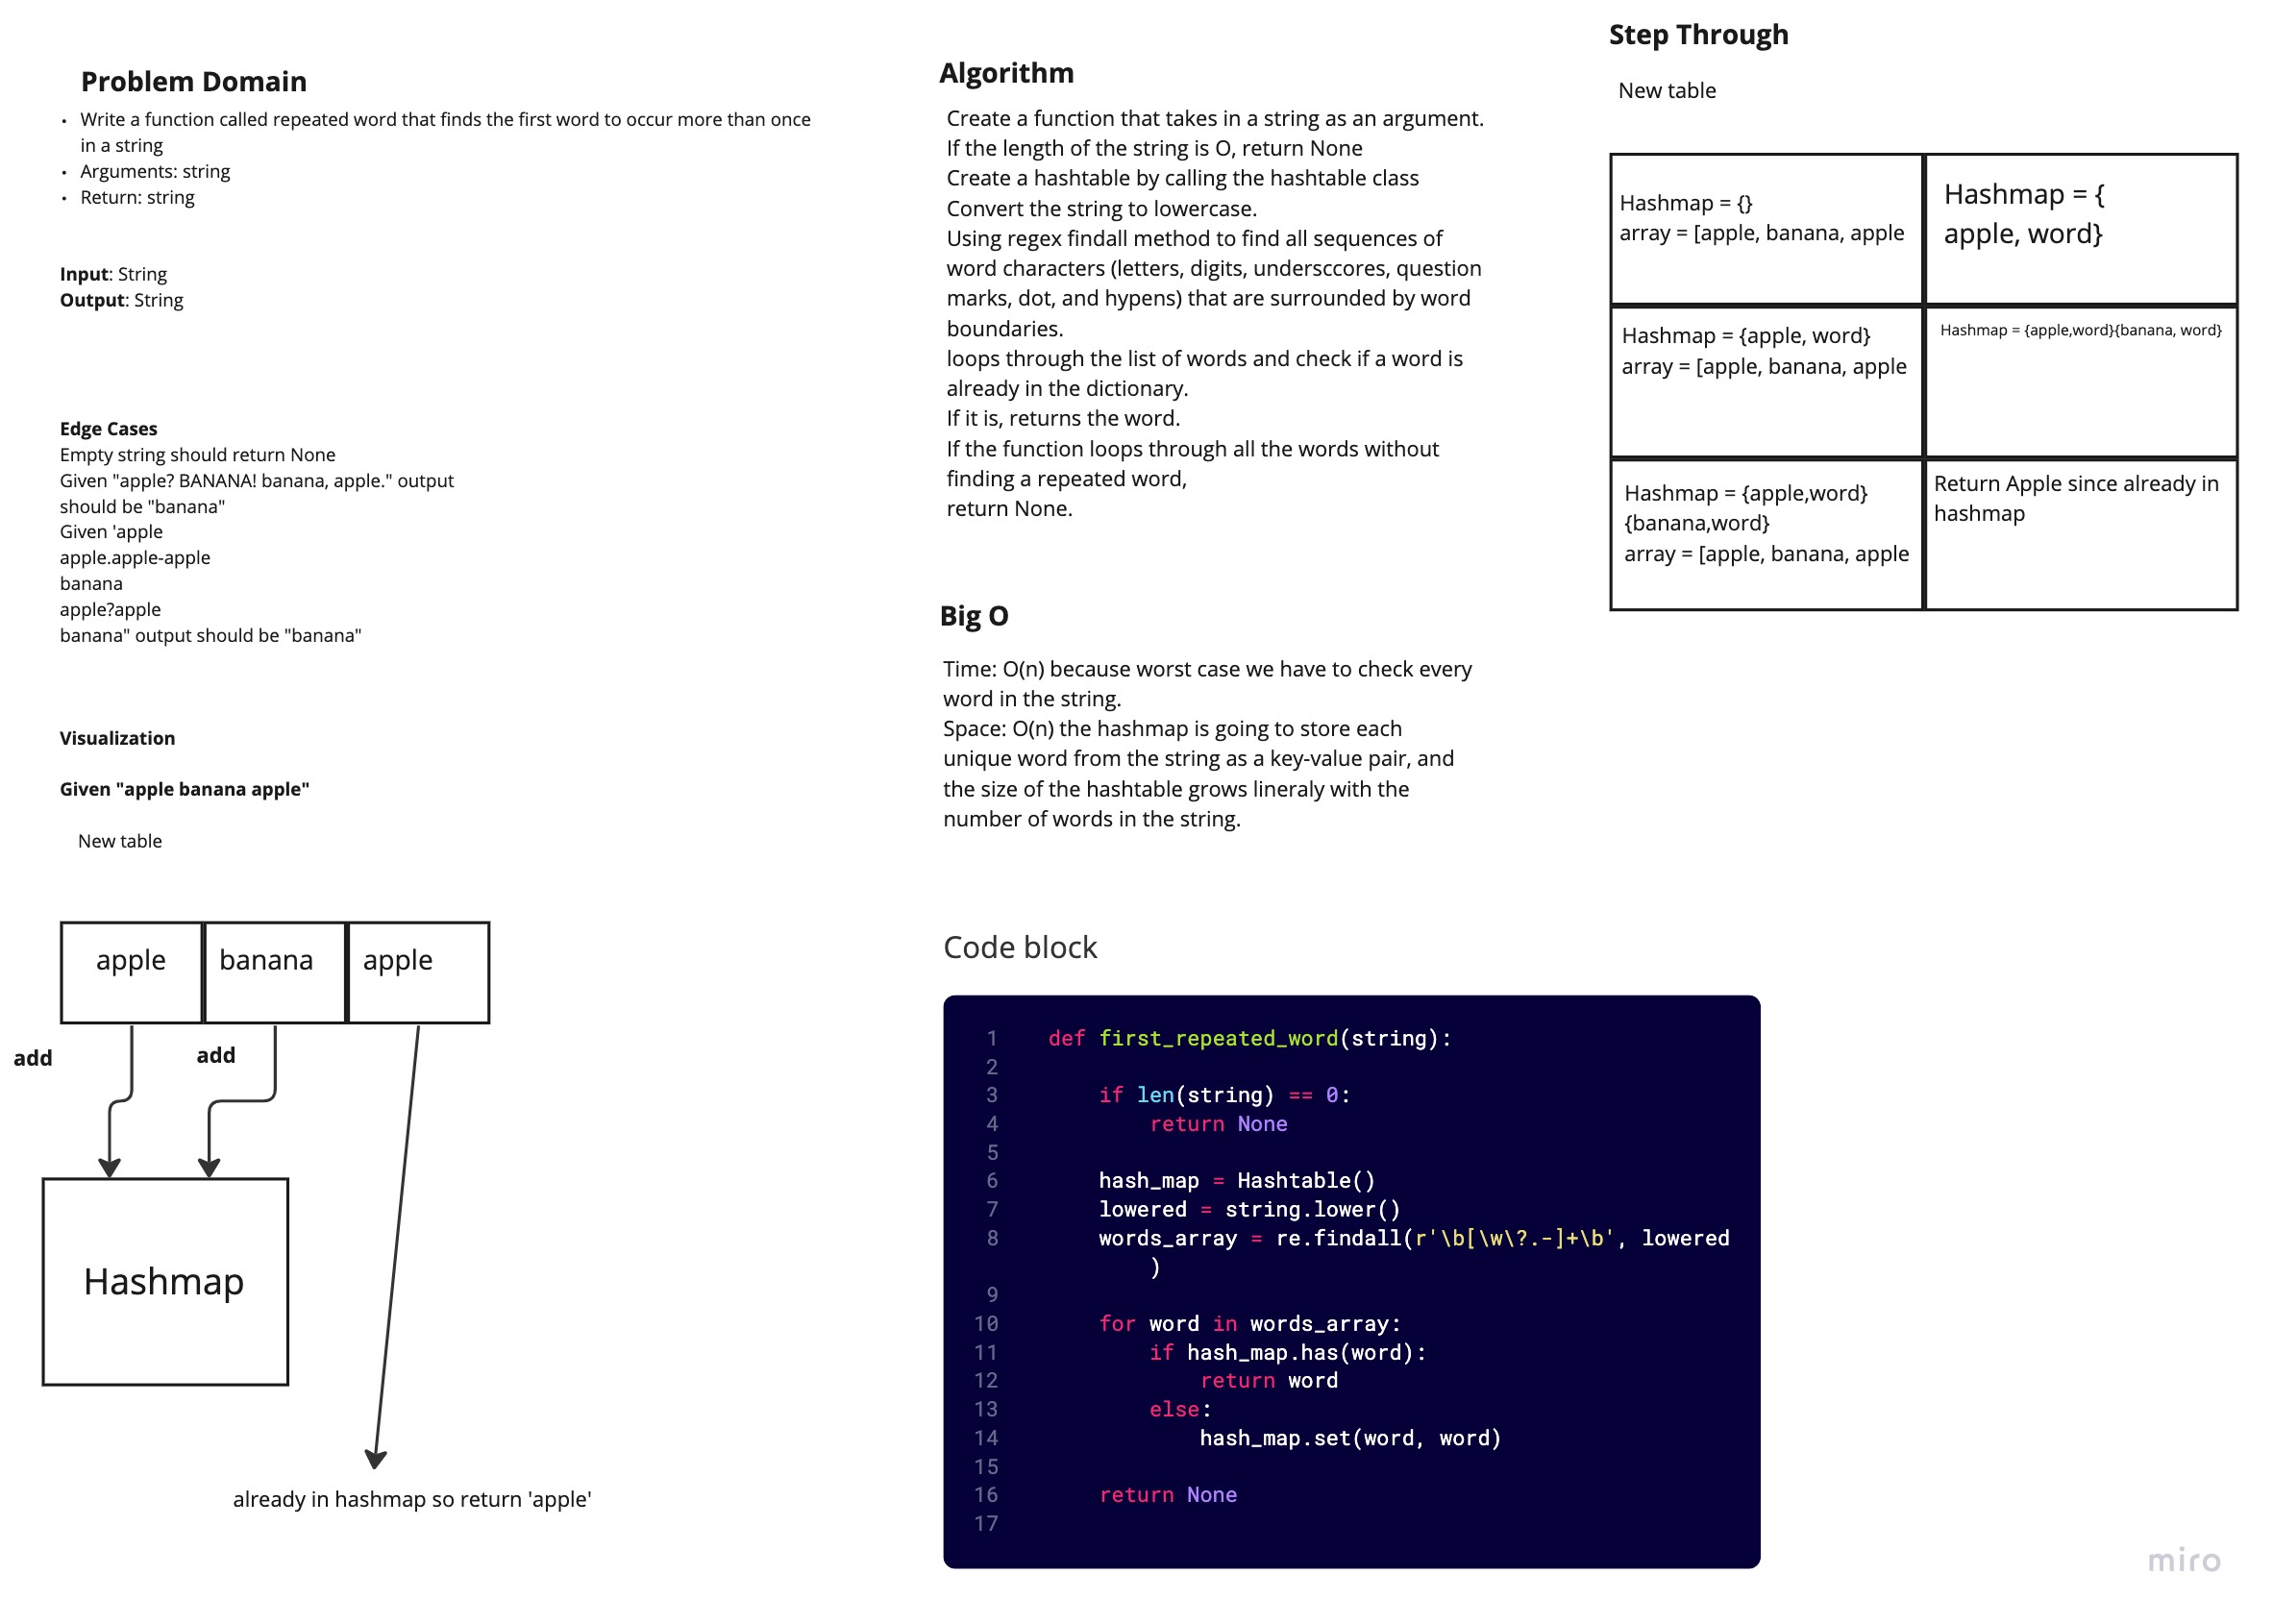 Problem Domain
• Write a function called repeated word that finds the first word to occur more than once
in a string
• Arguments: string
• Return: string
Input: String
Output: String
Edge Cases
Empty string should return None
Given "apple? BANANA! banana, apple." output
should be "banana"
Given 'apple
apple.apple-apple
banana
apple?apple
banana" output should be "banana"
Visualization
Given "apple banana apple"
New table
apple
banana
apple
add
add
Hashmap
already in hashmap so return 'apple'
Algorithm
Create a function that takes in a string as an argument.
If the length of the string is O, return None
Create a hashtable by calling the hashtable class
Convert the string to lowercase.
Using regex findall method to find all sequences of
word characters (letters, digits, undersccores, question
marks, dot, and hypens) that are surrounded by word
boundaries.
loops through the list of words and check if a word is
already in the dictionary.
If it is, returns the word.
If the function loops through all the words without
finding a repeated word,
return None.
Big O
Time: O(n) because worst case we have to check every
word in the string.
Space: O(n) the hashmap is going to store each
unique word from the string as a key-value pair, and
the size of the hashtable grows lineraly with the
number of words in the string.
Code block
1 def first_repeated_word(string):
2
3 if len(string) == 0:
4 return None
5
6 hash_map = Hashtable()
7 lowered = string.lower()
8 words_array = re.findall(r'\b[\w\?.-]+\b', lowered
)
9
10 for word in words_array:
11 if hash_map.has(word):
12 return word
13 else:
14 hash_map.set(word, word)
15
16 return None
17
Step Through
New table
Hashmap = {}
array = [apple, banana, apple
Hashmap = {
apple, word}
Hashmap = {apple, word}
array = [apple, banana, apple
Hashmap = {apple,word}{banana, word}
Hashmap = {apple,word}
{banana,word}
array = [apple, banana, apple
Return Apple since already in
hashmap
miro